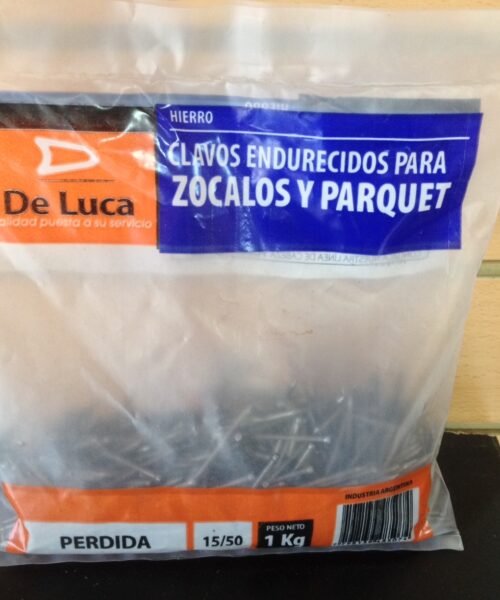 HIERRO
CLAVOS ENDURECIDOS PARA
ZOCALOS Y PARQUET
De Luca
alidad puesta a su servicio
INDUSTRIA ARGENTINA
PERDIDA
15/50
PESO NETO
1 Kg